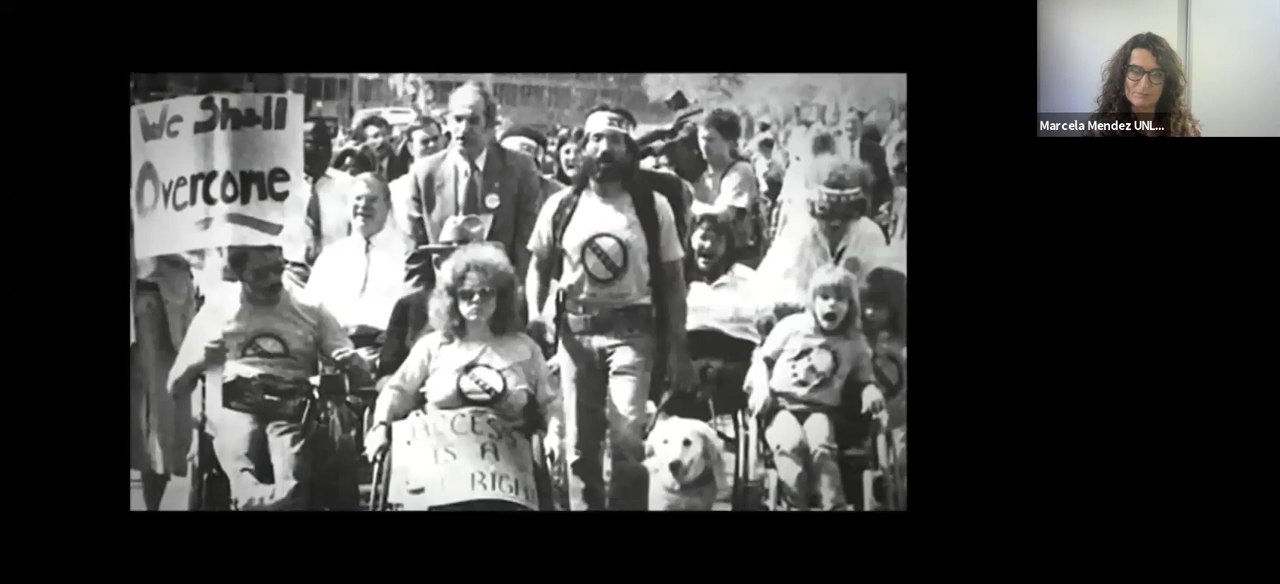 We Shall
Overcome
ACCESS
IS A
RIGHT
Marcela Mendez UNL...